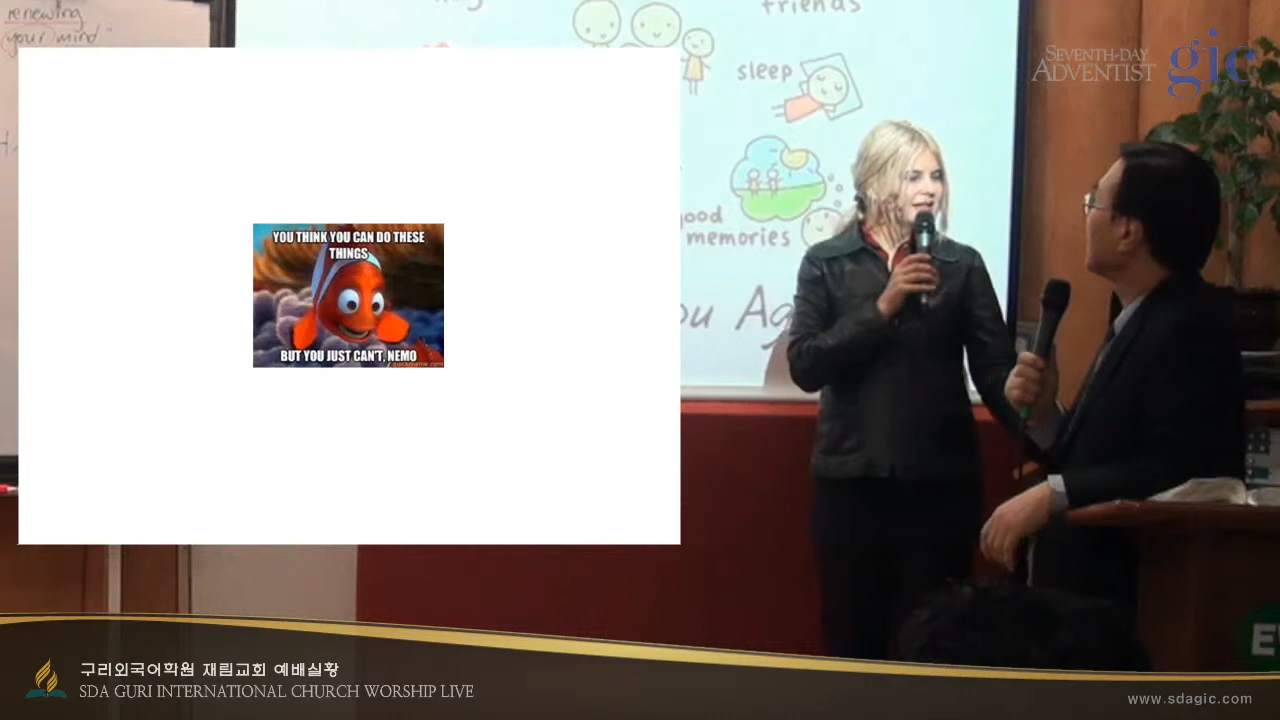 renewing
your mind"
friends
SEVENTH-DAY
ADVENTIST gic
sleep
YOU THINK YOU CAN DO THESE
THINGS
good
memories
BUT YOU JUST CAN'T, NEMO
quickmeme.com
구리외국어학원 재림교회 예배실황
SDA GURI INTERNATIONAL CHURCH WORSHIP LIVE
www.sdagic.com